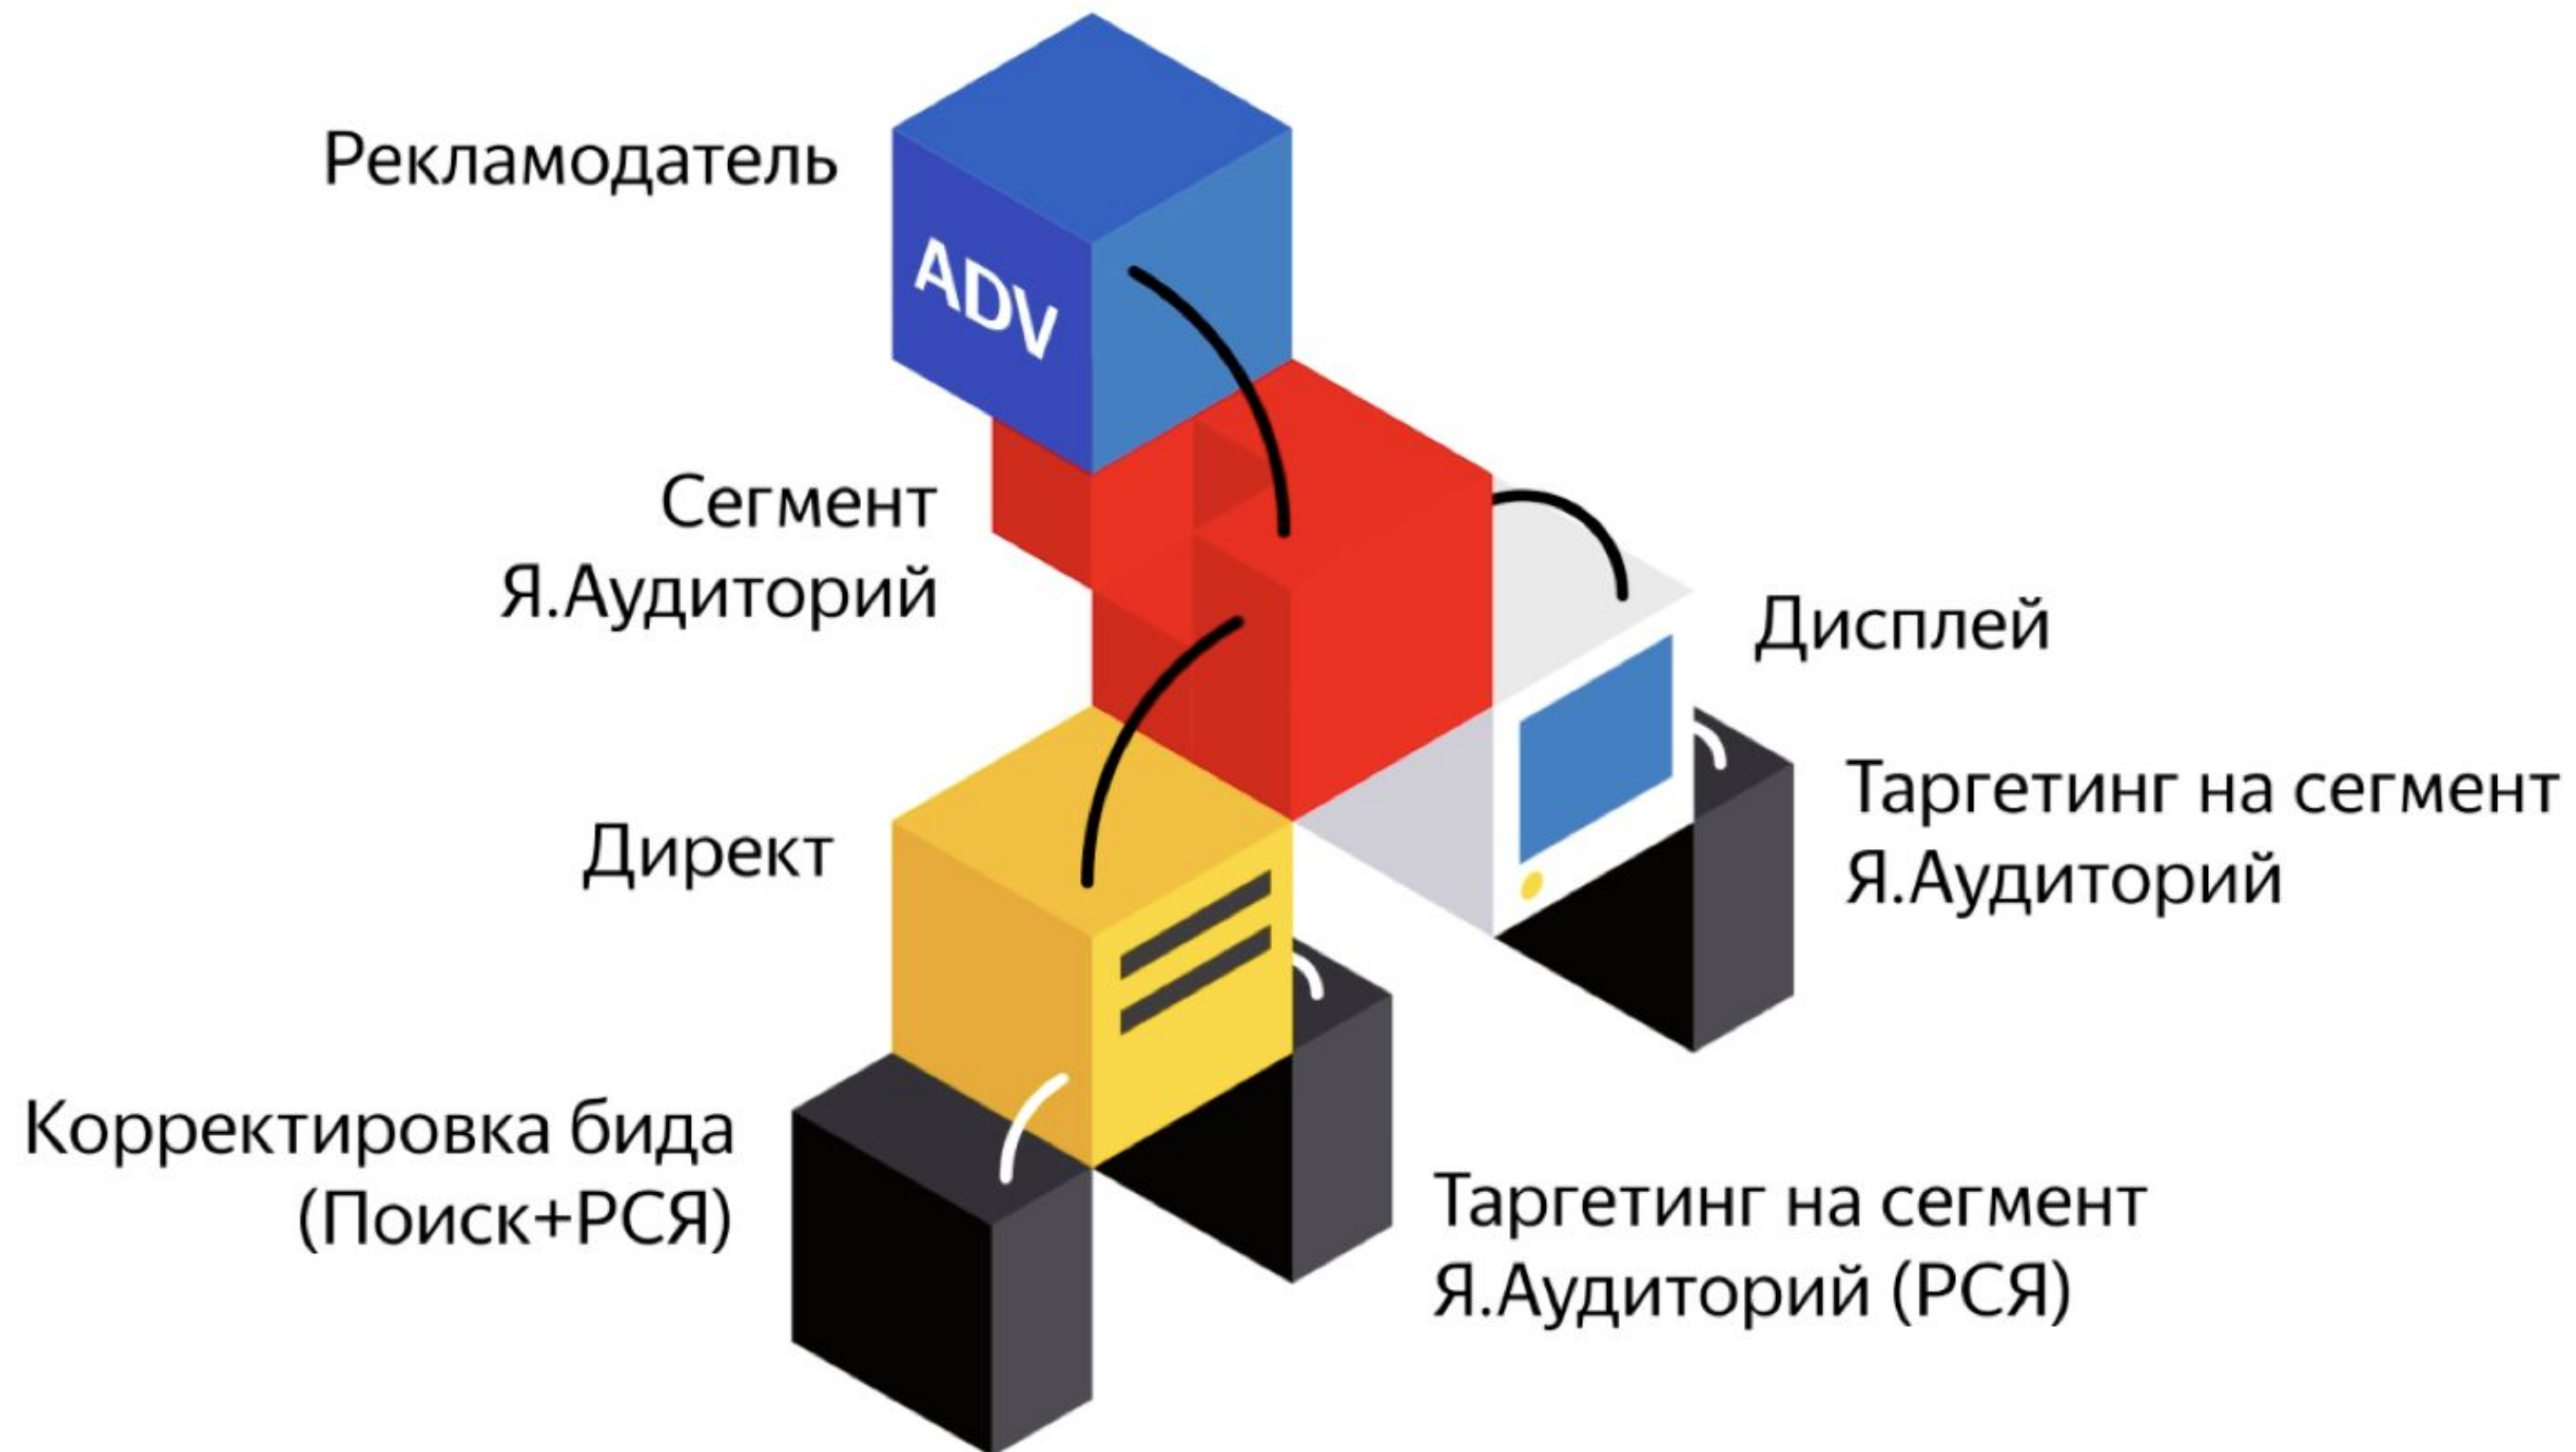 Рекламодатель
ADV
Сегмент
Я.Аудиторий
Дисплей
Таргетинг на сегмент
Я.Аудиторий
Директ
Корректировка бида
(Поиск+РСЯ)
Таргетинг на сегмент
Я.Аудиторий (РСЯ)